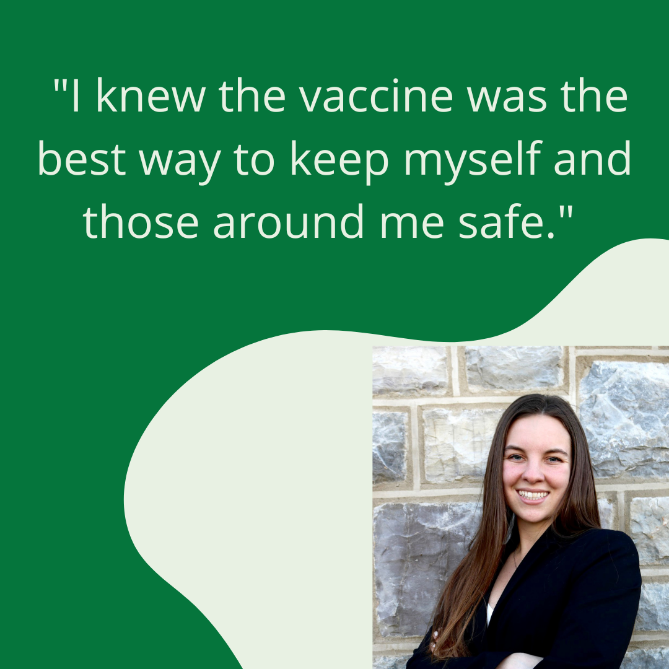 "I knew the vaccine was the
best way to keep myself and
those around me safe."